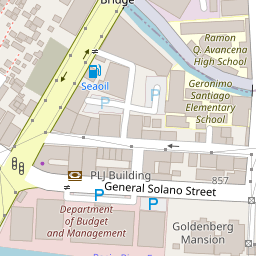 Bridge
Ramon
Q. Avancena
High School
Seaoil
P
P
Geronimo
Santiago
Elementary
School
PLJ Building
857
P
General Solano Street
P
Department
of Budget
and Management
Goldenberg
Mansion